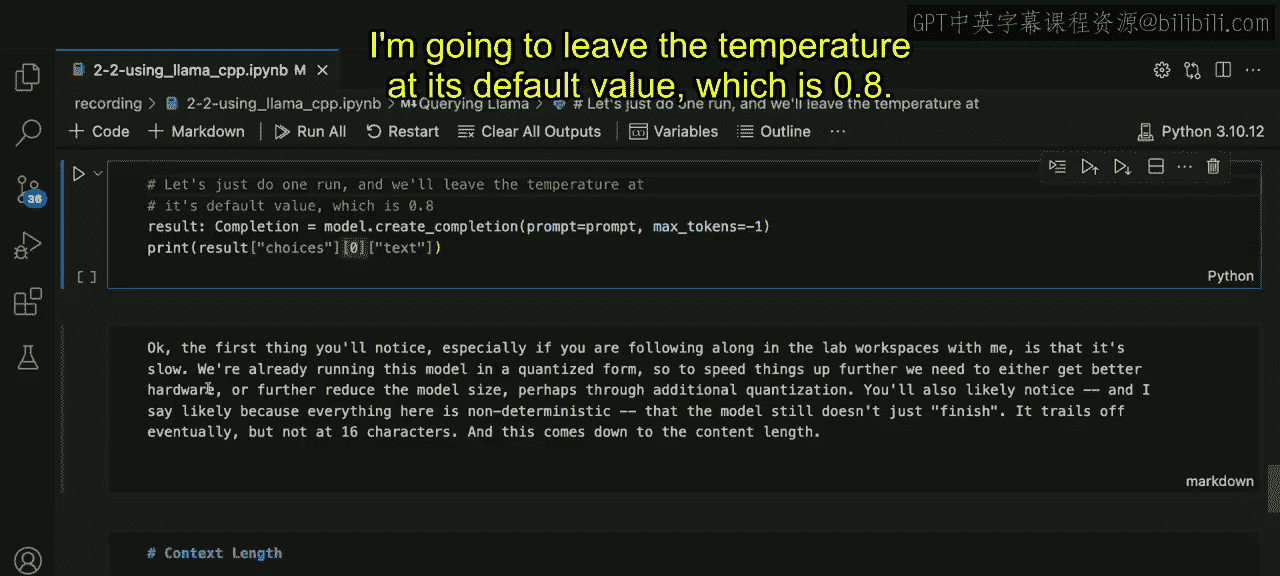 GPT中英字幕课程资源@bilibili.com
I'm going to leave the temperature
at its default value, which is 0.8.
2-2-using_llama_cpp.ipynb M
recording > 2-2-using_llama_cpp.ipynb > M↓Querying Llama > # Let's just do one run, and we'll leave the temperature at
+ Code + Markdown Run All Restart Clear All Outputs Variables Outline ... Python 3.10.12
# Let's just do one run, and we'll leave the temperature at
# it's default value, which is 0.8
result: Completion = model.create_completion(prompt=prompt, max_tokens=-1)
print(result["choices"][0]["text"])
[ ]
Python
36
Ok, the first thing you'll notice, especially if you are following along in the lab workspaces with me, is that it's
slow. We're already running this model in a quantized form, so to speed things up further we need to either get better
hardware, or further reduce the model size, perhaps through additional quantization. You'll also likely notice -- and I
say likely because everything here is non-deterministic -- that the model still doesn't just "finish". It trails off
eventually, but not at 16 characters. And this comes down to the content length.
markdown
# Context Length